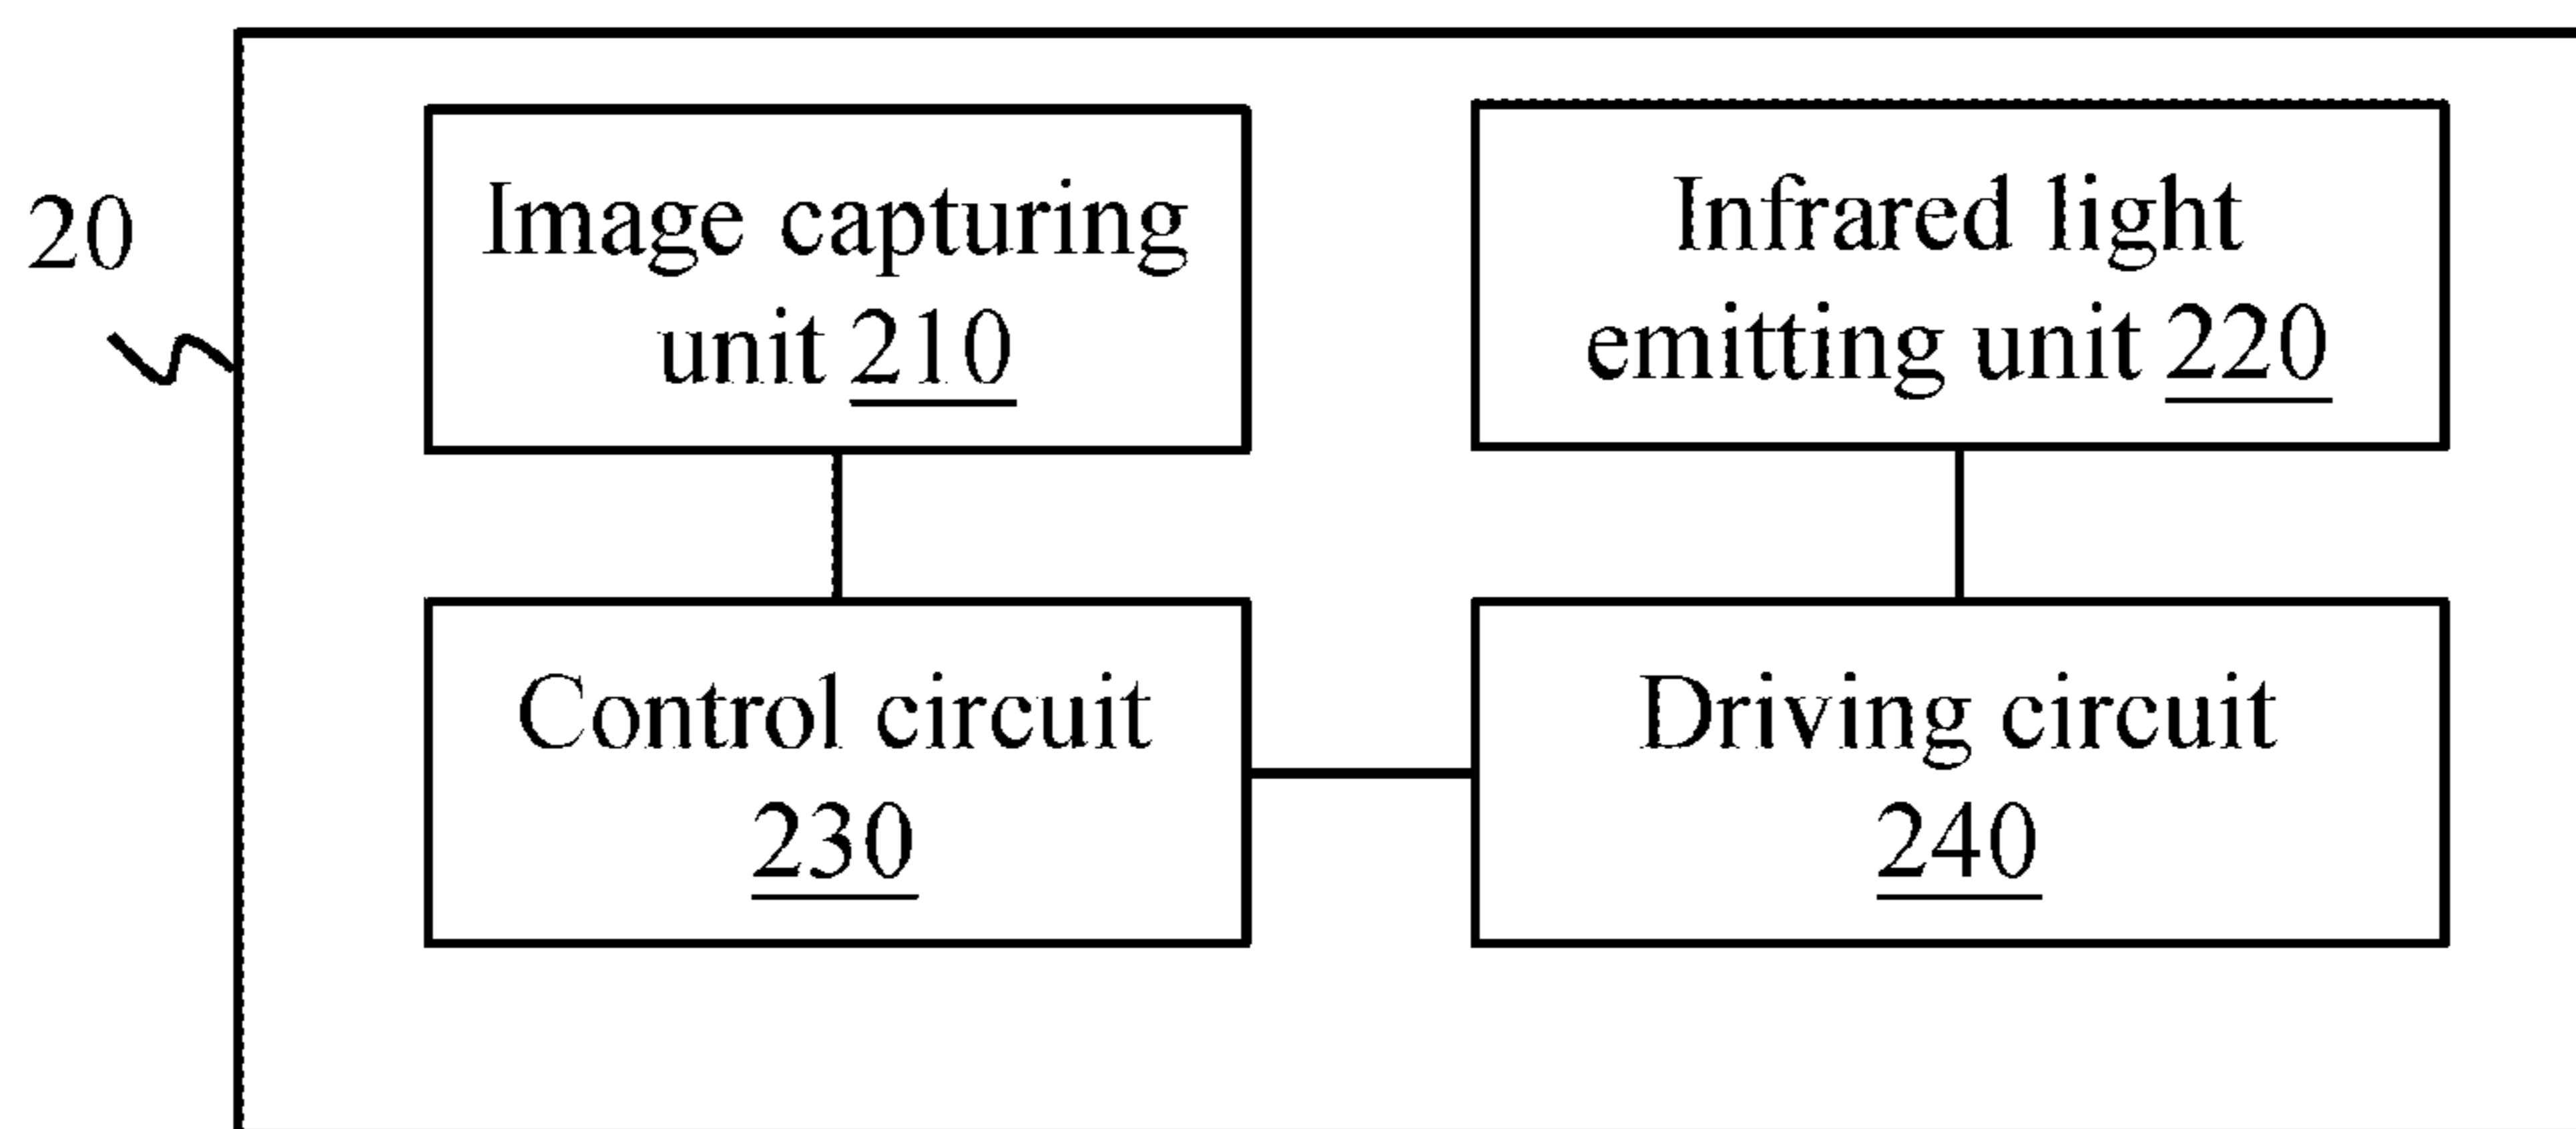 20
Image capturing
unit 210
Infrared light
emitting unit 220
Control circuit
230
Driving circuit
240